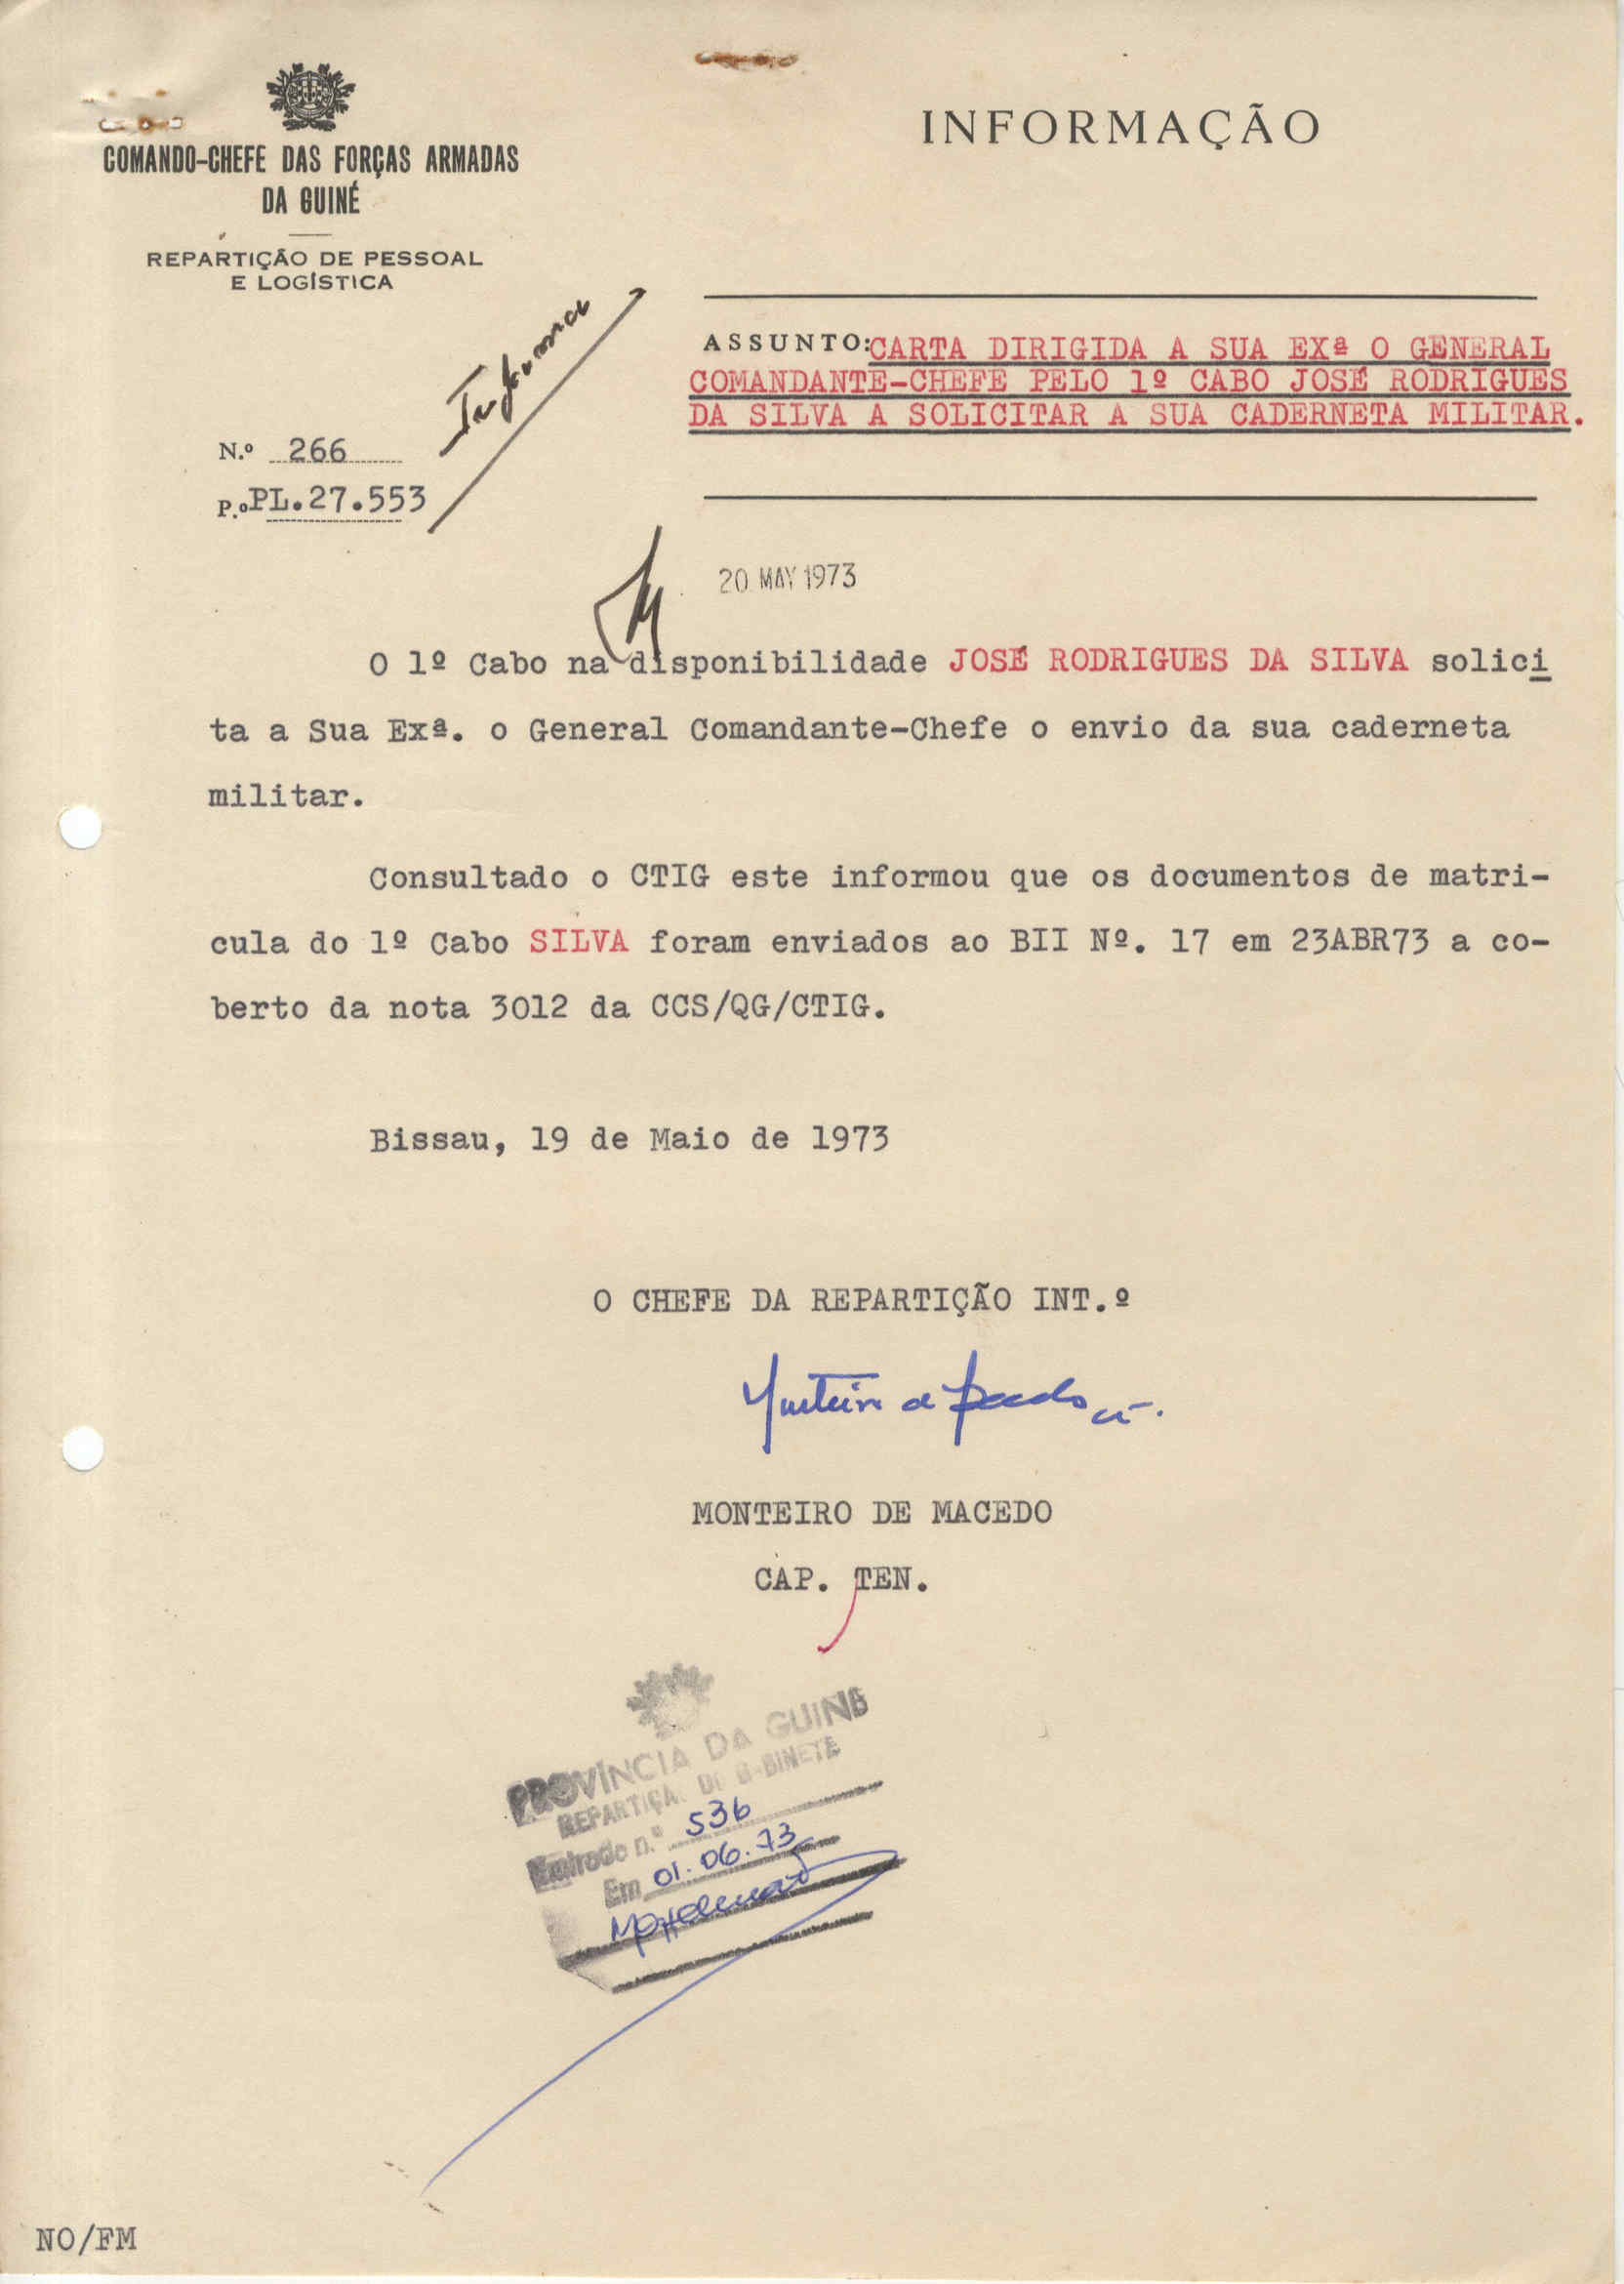 COMANDO-CHEFE DAS FORÇAS ARMADAS
DA GUINÉ
REPARTIÇÃO DE PESSOAL
E LOGÍSTICA
INFORMAÇÃO
ASSUNTO: CARTA DIRIGIDA A SUA EXª O GENERAL
COMANDANTE-CHEFE PELO 1º CABO JOSÉ RODRIGUES
DA SILVA A SOLICITAR A SUA CADERNETA MILITAR.
N.º 266
P.º PL.27.553
20 MAY 1973
O 1º Cabo na disponibilidade JOSÉ RODRIGUES DA SILVA solici
ta a Sua Exª. o General Comandante-Chefe o envio da sua caderneta
militar.
Consultado o CTIG este informou que os documentos de matri-
cula do 1º Cabo SILVA foram enviados ao BII Nº. 17 em 23ABR73 a co-
berto da nota 3012 da CCS/QG/CTIG.
Bissau, 19 de Maio de 1973
O CHEFE DA REPARTIÇÃO INT.º
MONTEIRO DE MACEDO
CAP. TEN.
PROVÍNCIA DA GUINÉ
REPARTIÇÃ DE G-BINETE
Entrada n.º 536
Em 01.06.73
NO/FM